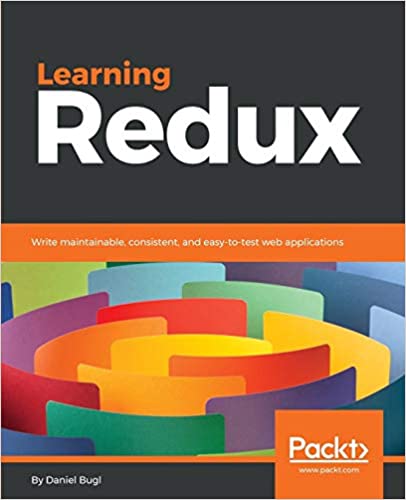 Learning
Redux
Write maintainable, consistent, and easy-to-test web applications
Packt>
www.packt.com
By Daniel Bugl